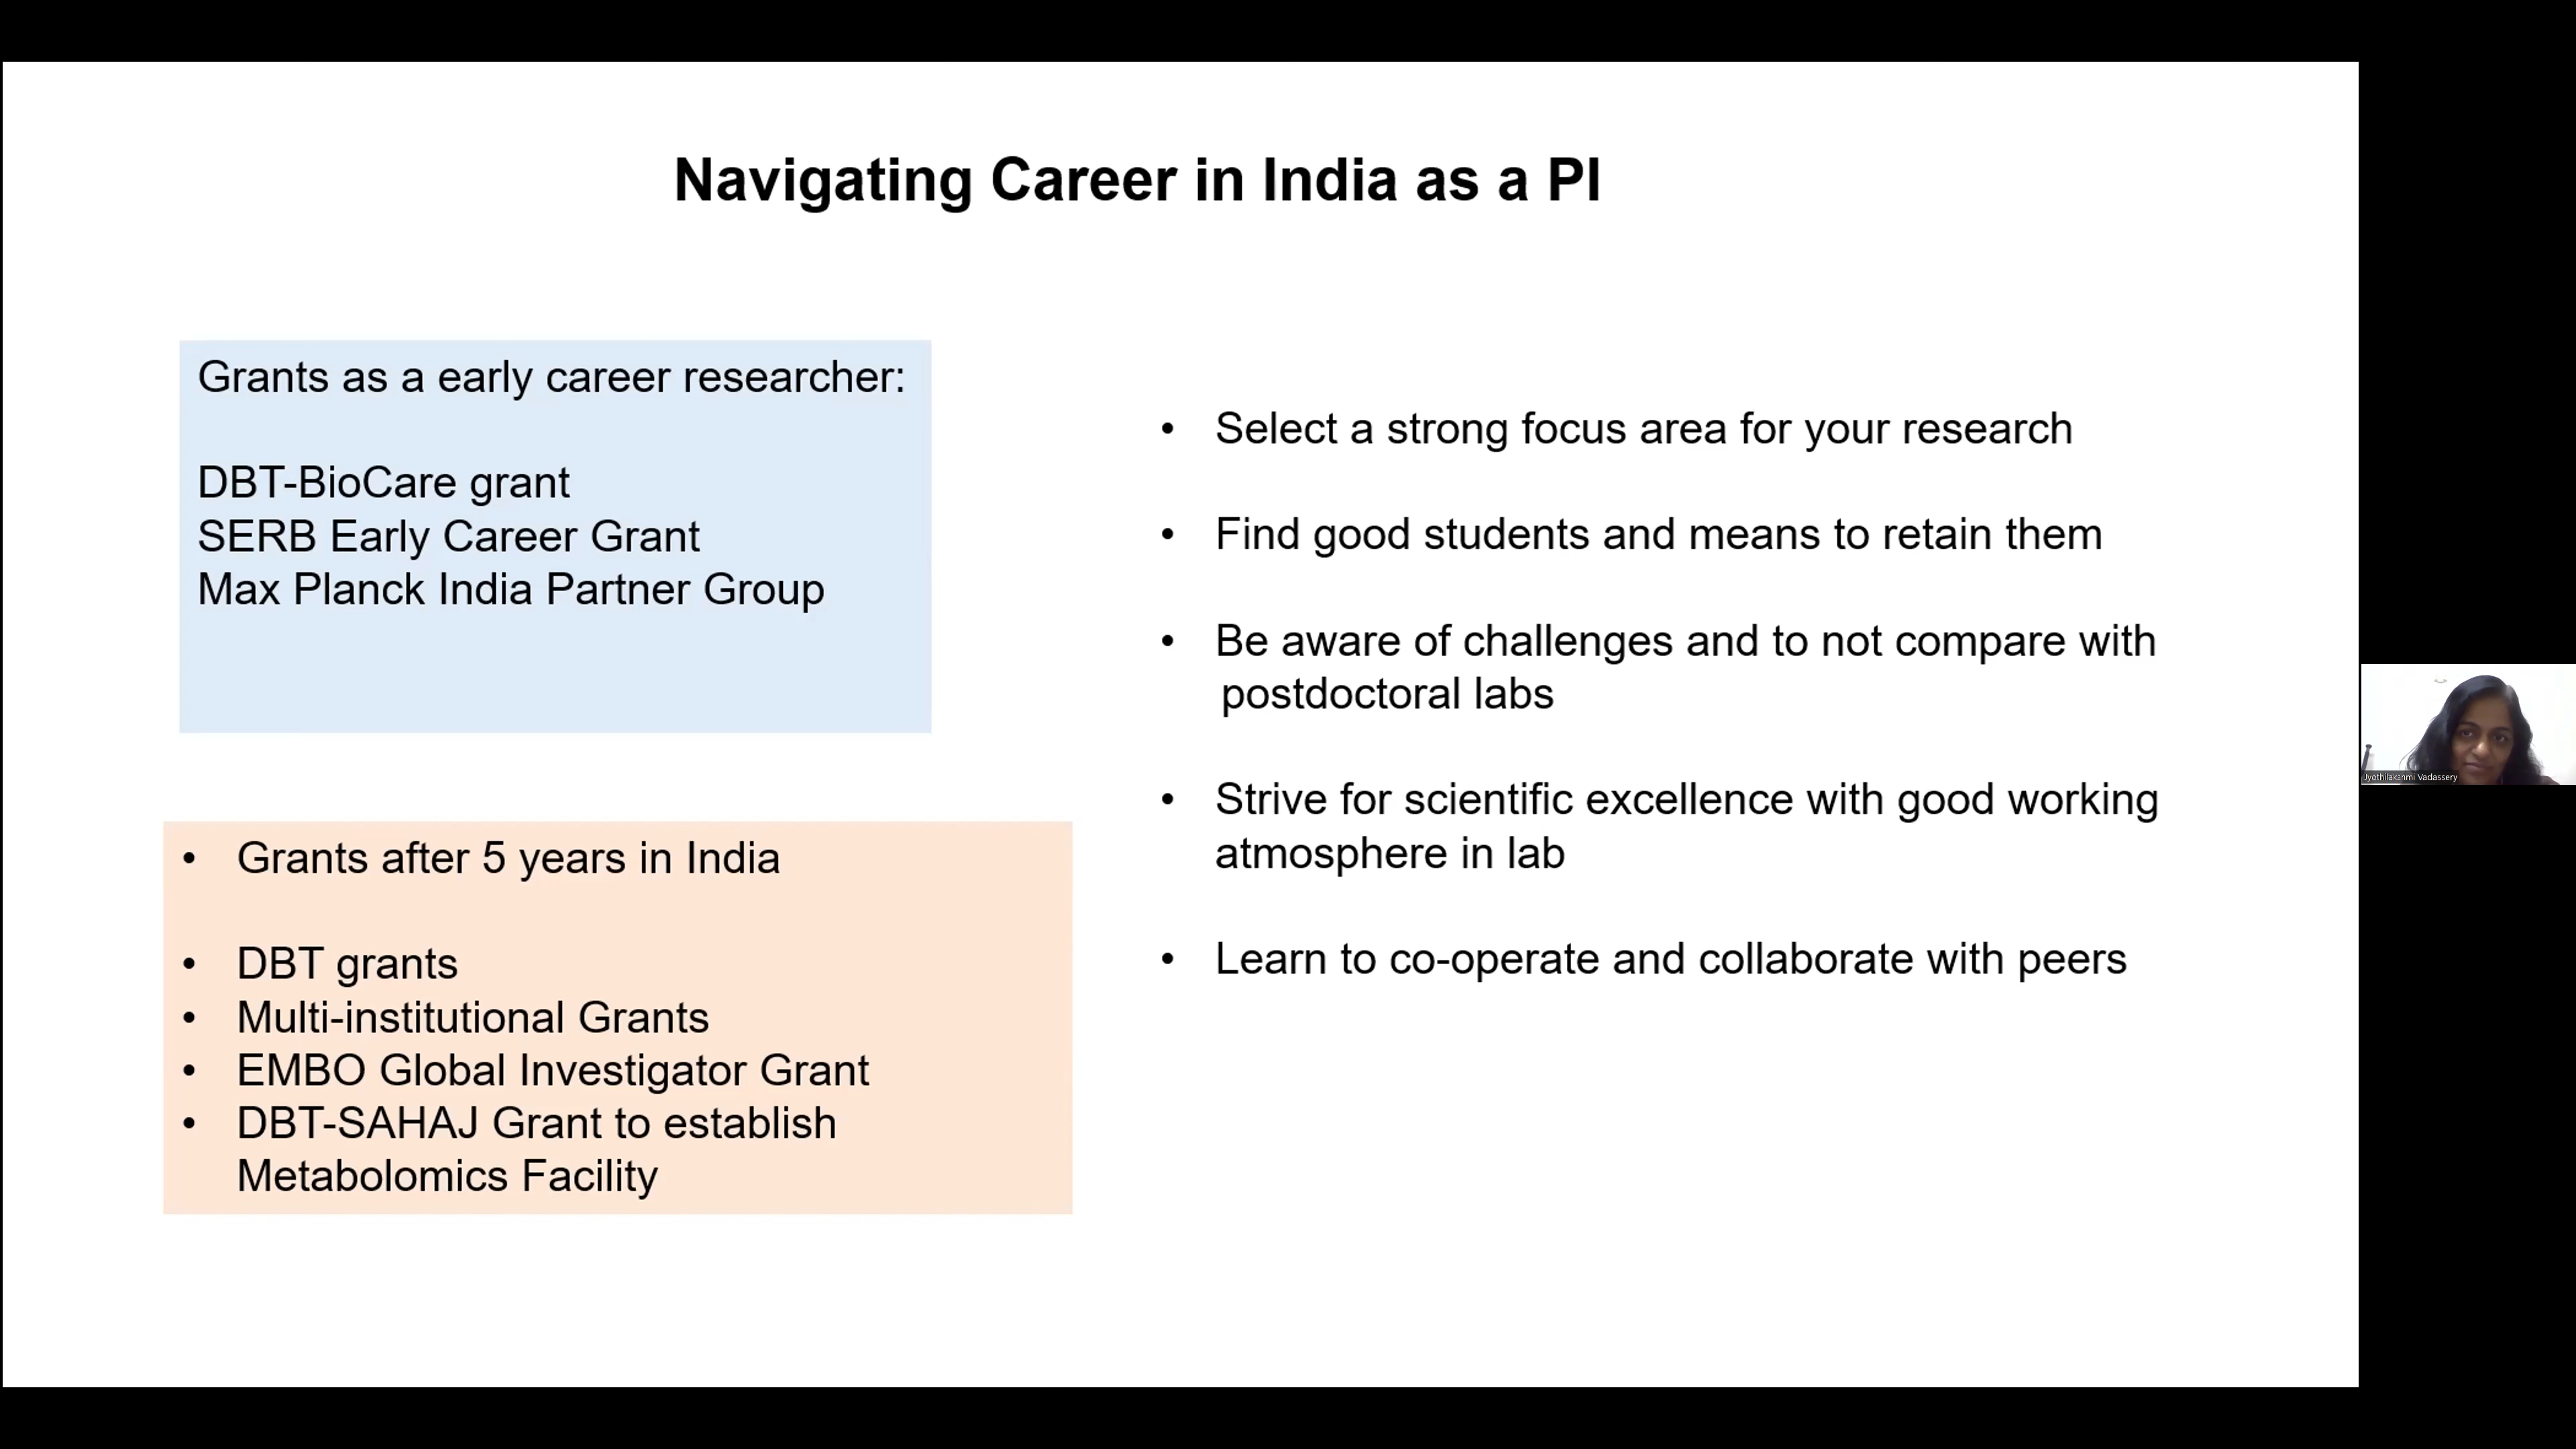 Navigating Career in India as a PI
Grants as a early career researcher:
DBT-BioCare grant
SERB Early Career Grant
Max Planck India Partner Group
• Grants after 5 years in India
• DBT grants
• Multi-institutional Grants
• EMBO Global Investigator Grant
• DBT-SAHAJ Grant to establish
Metabolomics Facility
• Select a strong focus area for your research
• Find good students and means to retain them
• Be aware of challenges and to not compare with
postdoctoral labs
• Strive for scientific excellence with good working
atmosphere in lab
• Learn to co-operate and collaborate with peers
Jyothilakshmi Vadassery